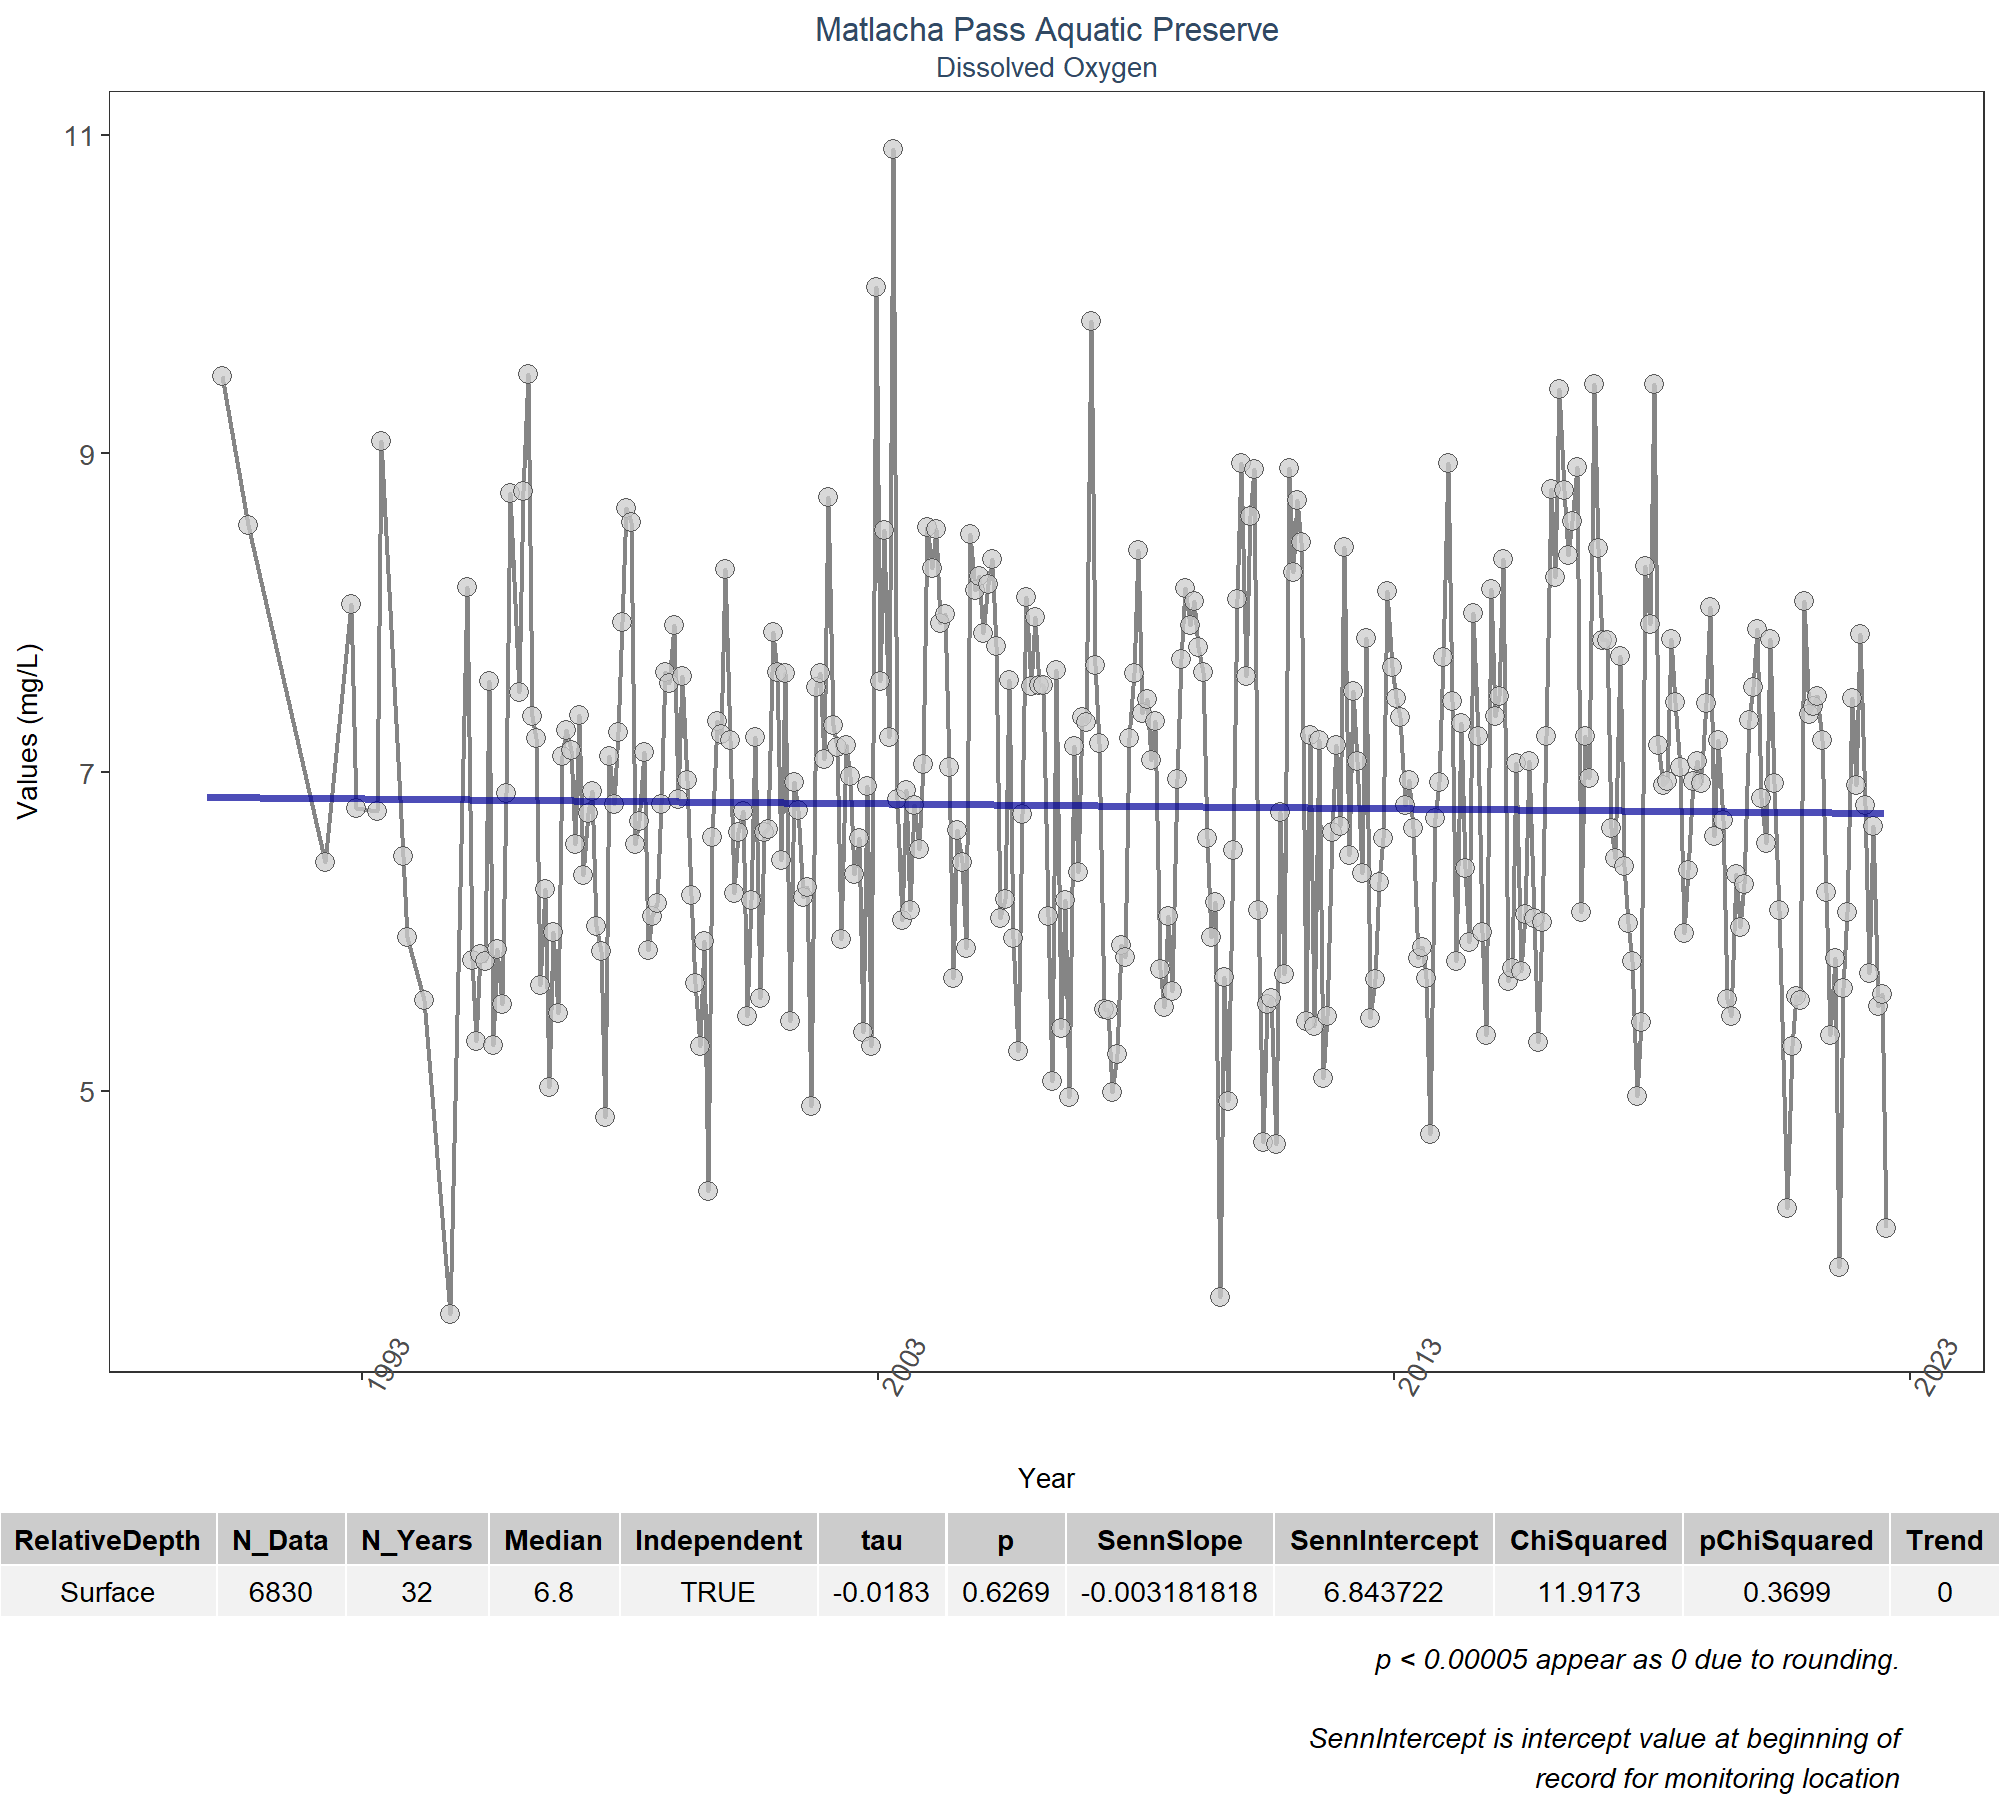 Matlacha Pass Aquatic Preserve
Dissolved Oxygen
11
9
7
5
Values (mg/L)
1993
2003
2013
2023
Year
RelativeDepth N_Data N_Years Median Independent tau p SennSlope SennIntercept ChiSquared pChiSquared Trend
Surface 6830 32 6.8 TRUE -0.0183 0.6269 -0.003181818 6.843722 11.9173 0.3699 0
p < 0.00005 appear as 0 due to rounding.
SennIntercept is intercept value at beginning of
record for monitoring location